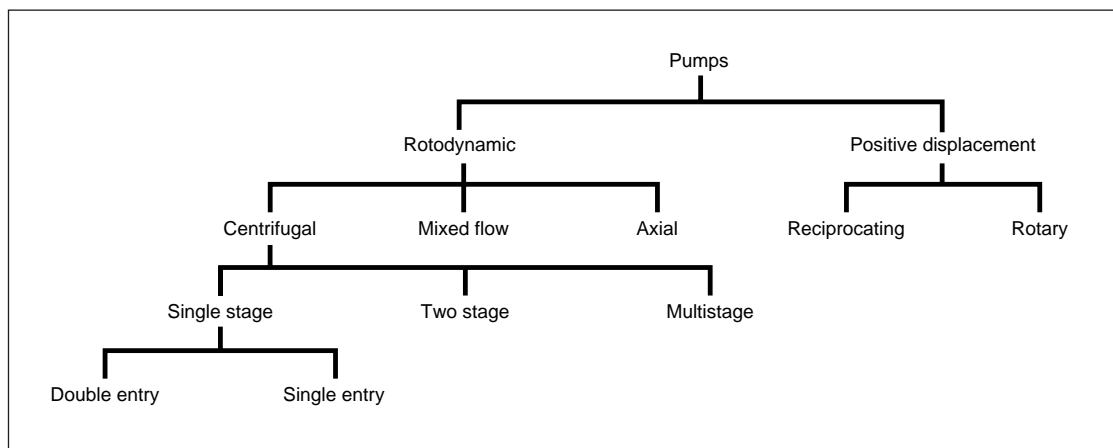 Pumps
Rotodynamic
Positive displacement
Centrifugal
Mixed flow
Axial
Reciprocating
Rotary
Single stage
Two stage
Multistage
Double entry
Single entry